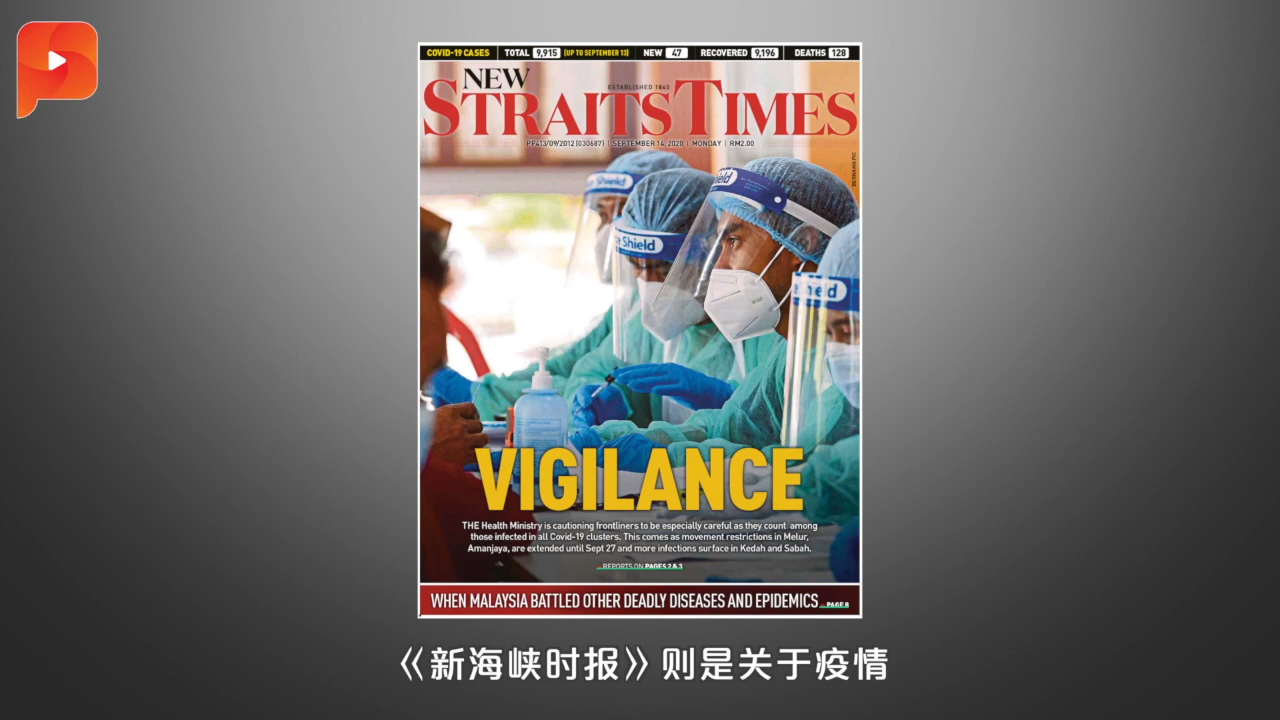 COVID-19 CASES TOTAL 9,915 (UP TO SEPTEMBER 13) NEW 47 RECOVERED 9,196 DEATHS 128
NEW
ESTABLISHED 1845
STRAITS TIMES
PP413/09/2012 (030687) | SEPTEMBER 14, 2020 | MONDAY | RM2.00
BERNAMA PIC
Shield
Shield
VIGILANCE
THE Health Ministry is cautioning frontliners to be especially careful as they count among
those infected in all Covid-19 clusters. This comes as movement restrictions in Melur,
Amanjaya, are extended until Sept 27 and more infections surface in Kedah and Sabah.
REPORTS ON PAGES 2 & 3
WHEN MALAYSIA BATTLED OTHER DEADLY DISEASES AND EPIDEMICS PAGE 8
《新海峡时报》则是关于疫情